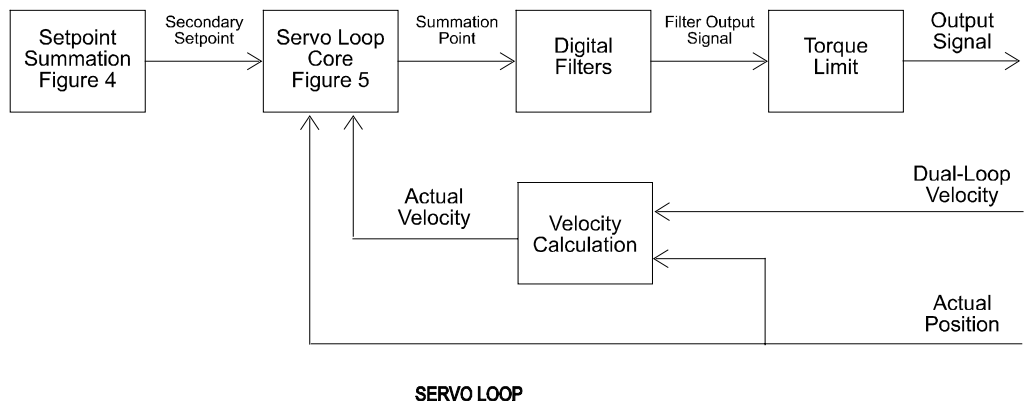 Setpoint
Summation
Figure 4
Secondary
Setpoint
Servo Loop
Core
Figure 5
Summation
Point
Digital
Filters
Filter Output
Signal
Torque
Limit
Output
Signal
Actual
Velocity
Velocity
Calculation
Dual-Loop
Velocity
Actual
Position
SERVO LOOP